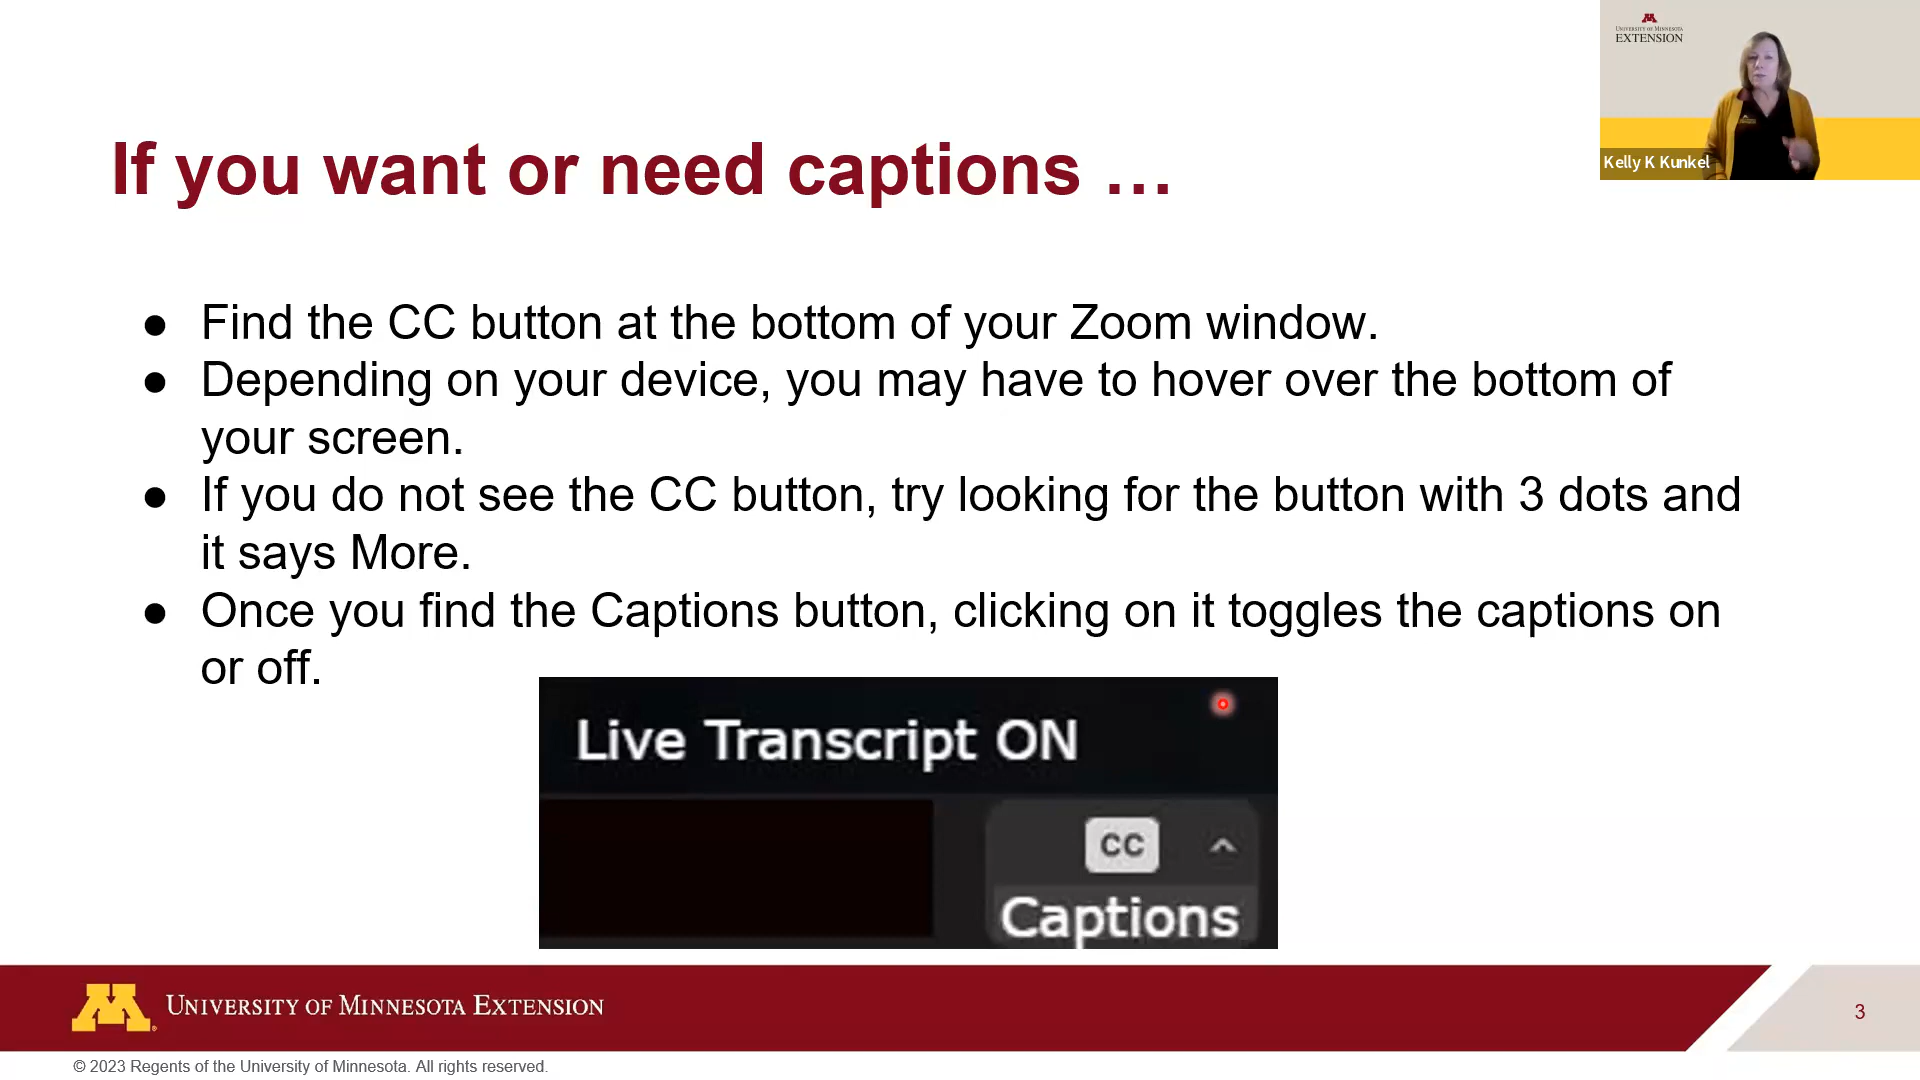 UNIVERSITY OF MINNESOTA
EXTENSION
Kelly K Kunkel
If you want or need captions …
● Find the CC button at the bottom of your Zoom window.
● Depending on your device, you may have to hover over the bottom of
your screen.
● If you do not see the CC button, try looking for the button with 3 dots and
it says More.
● Once you find the Captions button, clicking on it toggles the captions on
or off.
Live Transcript ON
CC
Captions
UNIVERSITY OF MINNESOTA EXTENSION
3
© 2023 Regents of the University of Minnesota. All rights reserved.